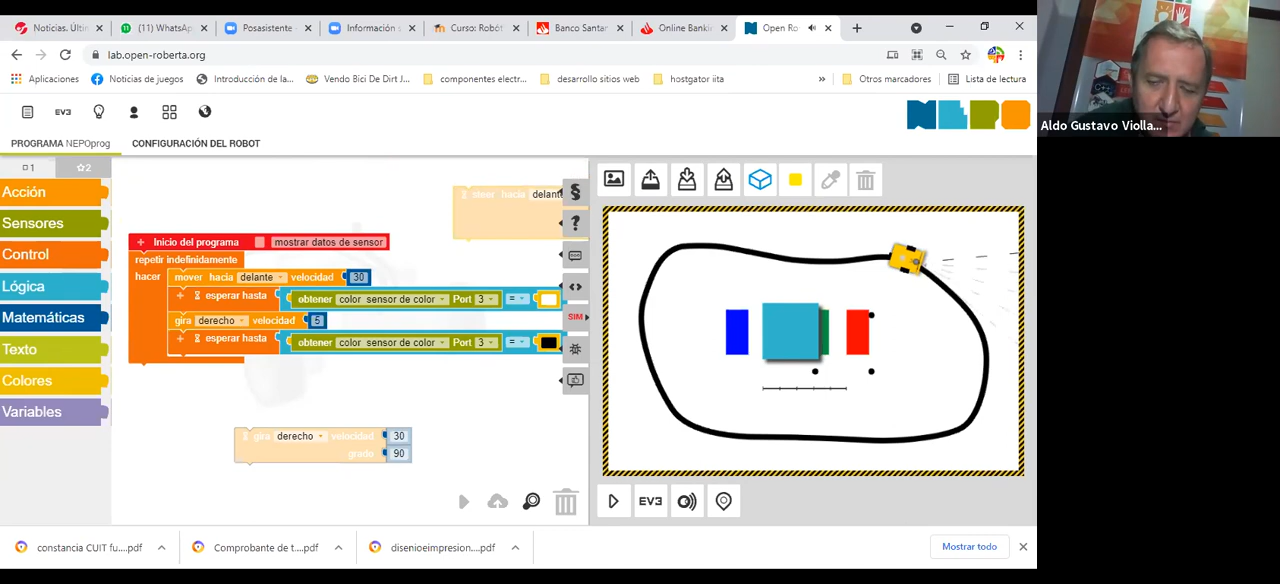 Noticias. Últi
(11) WhatsAp
Posasistente
Información s
Curso: Robót
Banco Santar
Online Bankin
Open Ro
lab.open-roberta.org
Aplicaciones
Noticias de juegos
Introducción de la...
Vendo Bici De Dirt J...
componentes electr...
desarrollo sitios web
hostgator iita
»
Otros marcadores
Lista de lectura
Aldo Gustavo Violla...
EV3
PROGRAMA NEPOprog
CONFIGURACIÓN DEL ROBOT
1
2
Acción
Sensores
Control
Lógica
Matemáticas
Texto
Colores
Variables
steer hacia delante
+ Inicio del programa mostrar datos de sensor
repetir indefinidamente
hacer mover hacia delante velocidad 30
+ esperar hasta obtener color sensor de color Port 3 =
gira derecho velocidad 5
+ esperar hasta obtener color sensor de color Port 3 =
gira derecho velocidad 30
grado 90
SIM
EV3
constancia CUIT fu....pdf
Comprobante de t....pdf
disenioeimpresion....pdf
Mostrar todo